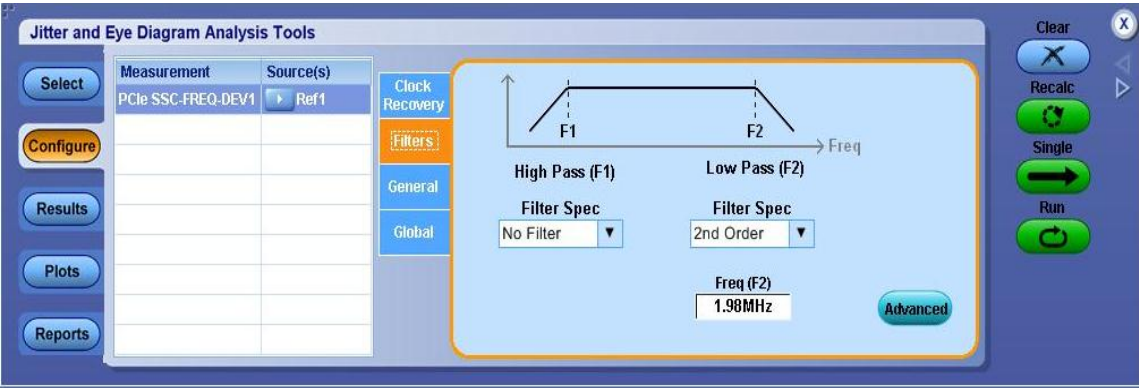 Jitter and Eye Diagram Analysis Tools
Clear
X
Select
Measurement Source(s)
PCIe SSC-FREQ-DEV1 Ref1
Clock
Recovery
Recalc
Configure
Filters
F1 F2 Freq
Single
High Pass (F1) Low Pass (F2)
General
Results
Filter Spec Filter Spec
Run
Global
No Filter 2nd Order
Plots
Freq (F2)
1.98MHz
Advanced
Reports